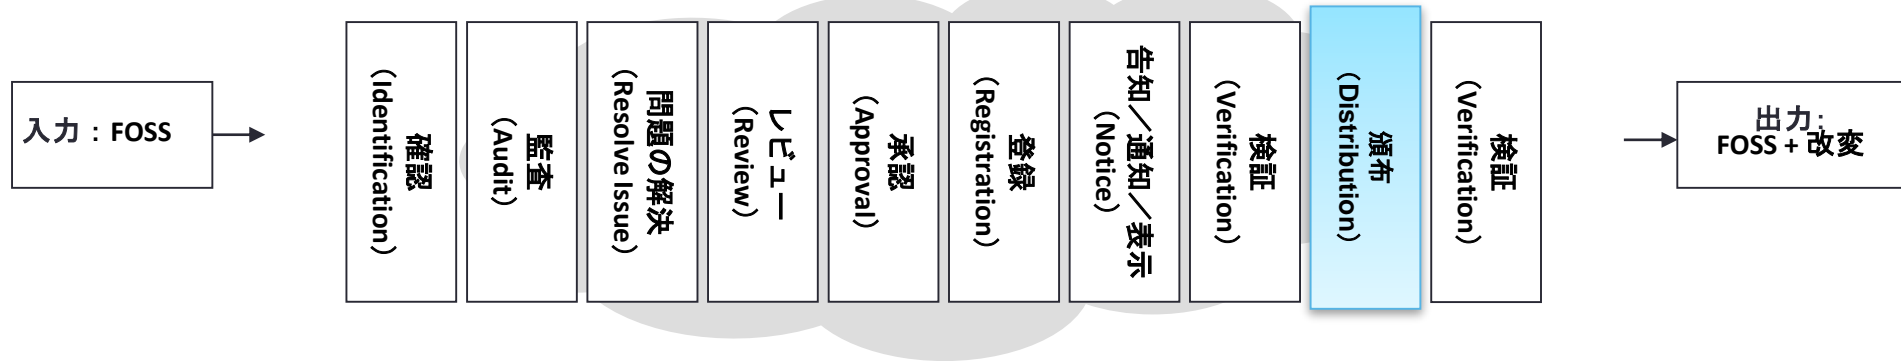 入力 : FOSS
確認
（Identification）
監査
（Audit）
問題の解決
（Resolve Issue）
レビュー
（Review）
承認
（Approval）
登録
（Registration）
告知／通知／表示
（Notice）
検証
（Verification）
頒布
（Distribution）
検証
（Verification）
出力:
FOSS + 改変